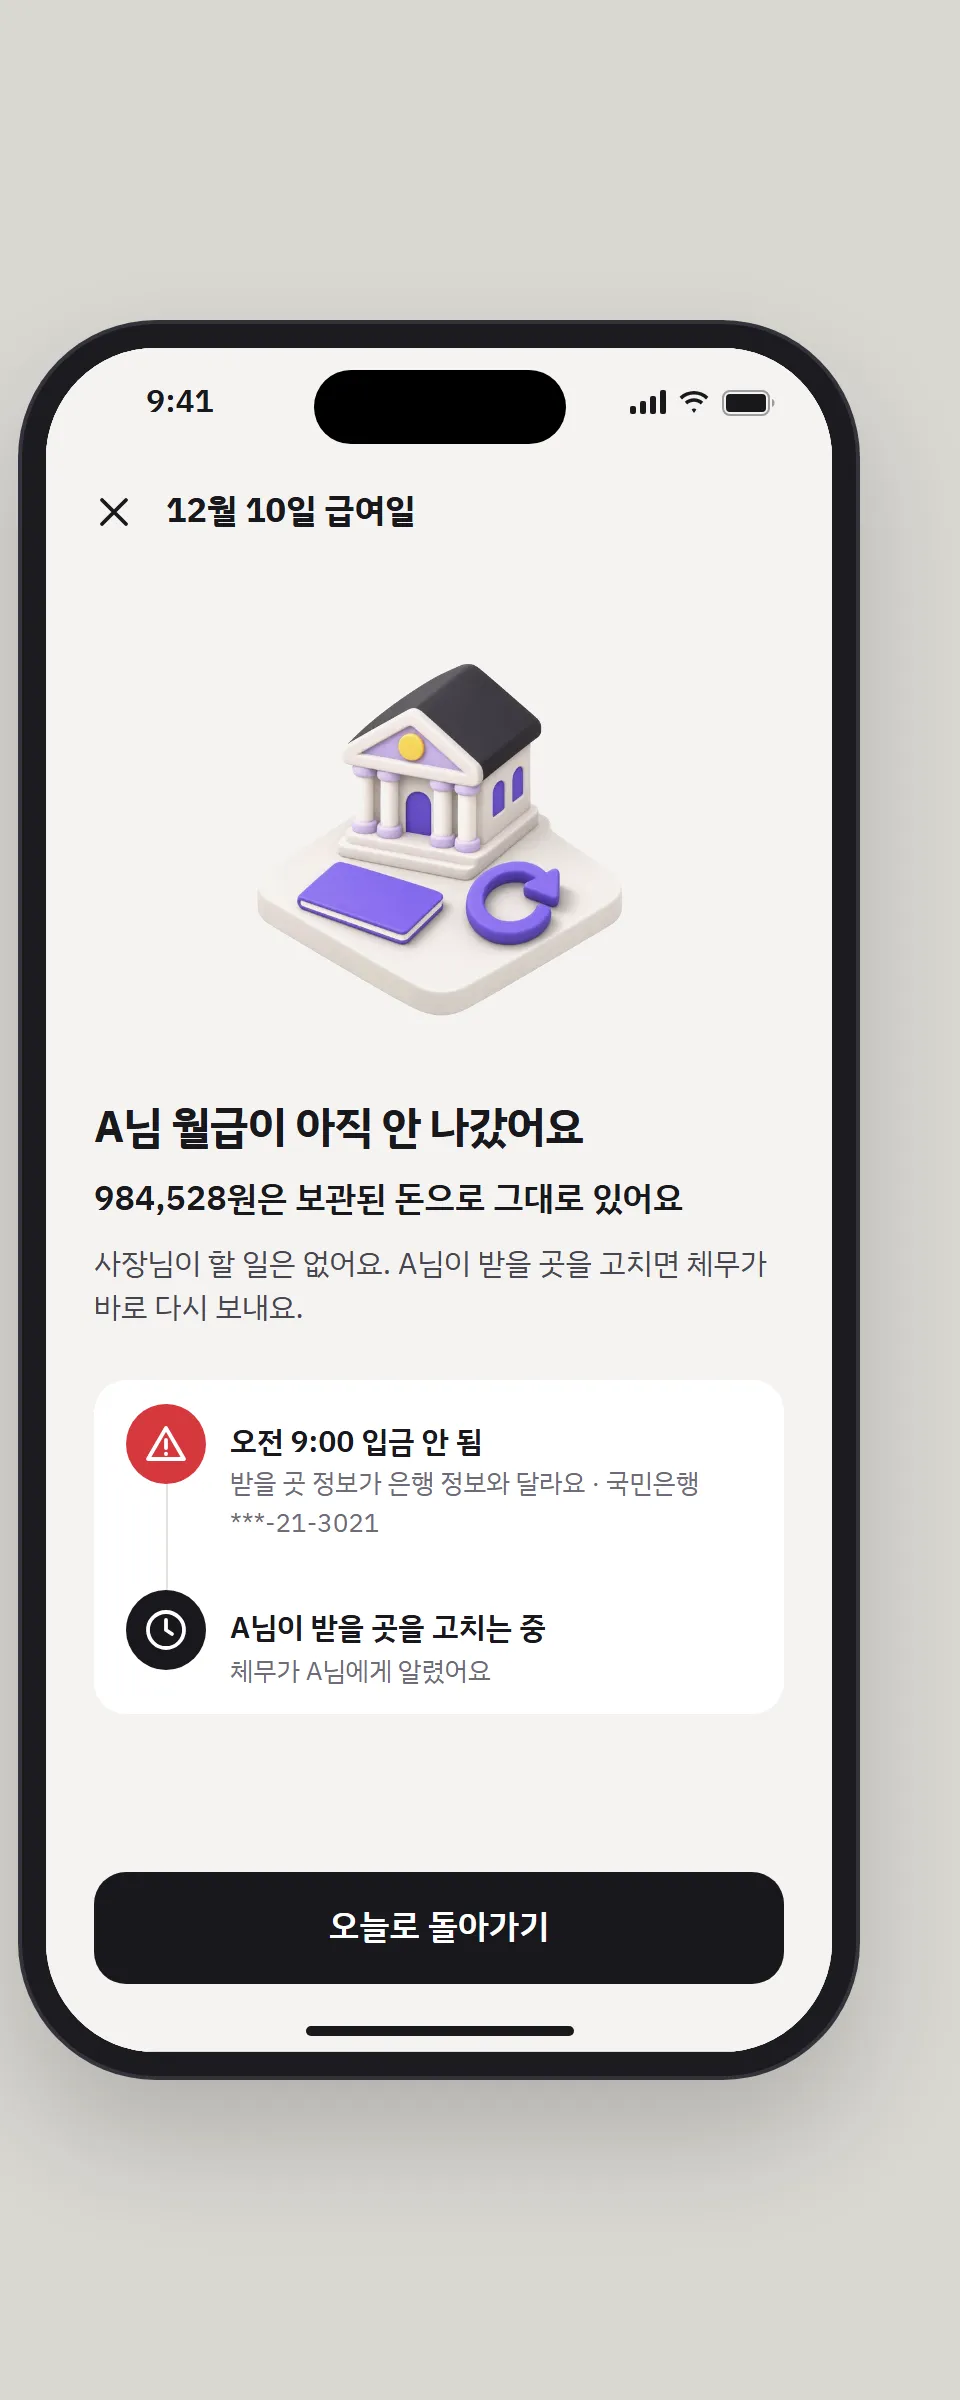 9:41
12월 10일 급여일
A님 월급이 아직 안 나갔어요
984,528원은 보관된 돈으로 그대로 있어요
사장님이 할 일은 없어요. A님이 받을 곳을 고치면 체무가
바로 다시 보내요.
오전 9:00 입금 안 됨
받을 곳 정보가 은행 정보와 달라요 · 국민은행
***-21-3021
A님이 받을 곳을 고치는 중
체무가 A님에게 알렸어요
오늘로 돌아가기